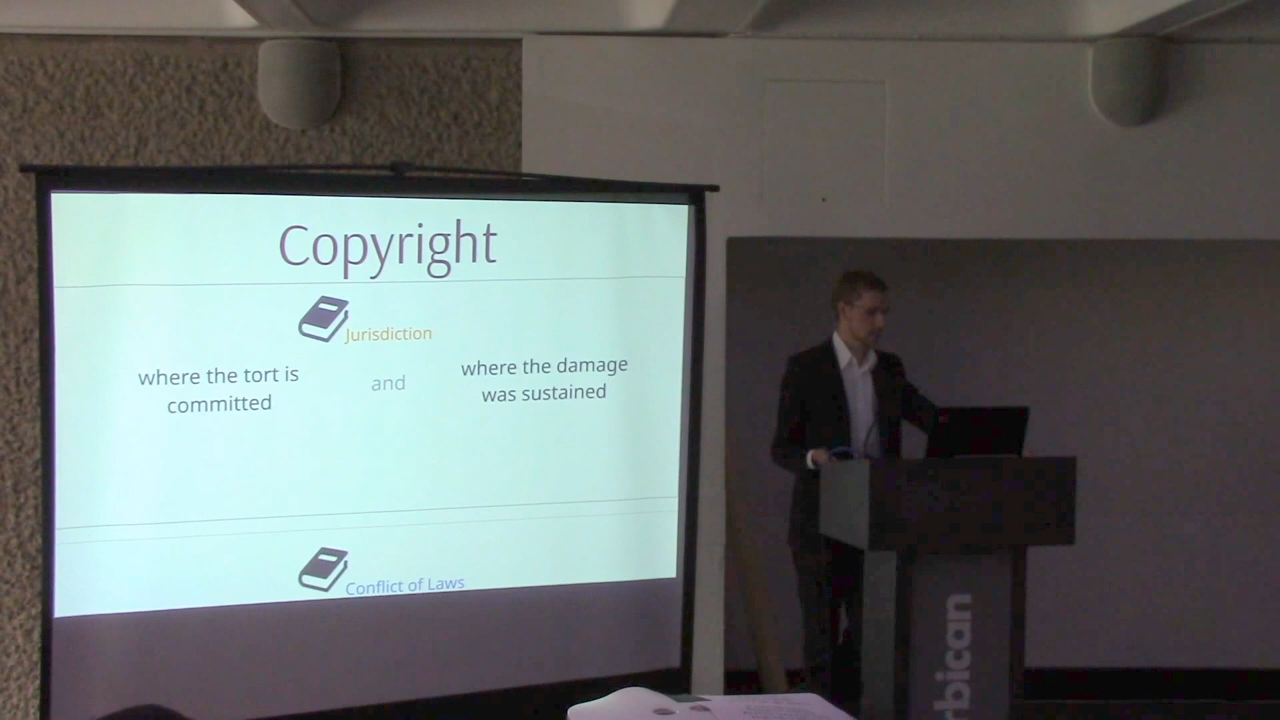 Copyright
Jurisdiction
where the tort is
committed
and
where the damage
was sustained
Conflict of Laws
rbican